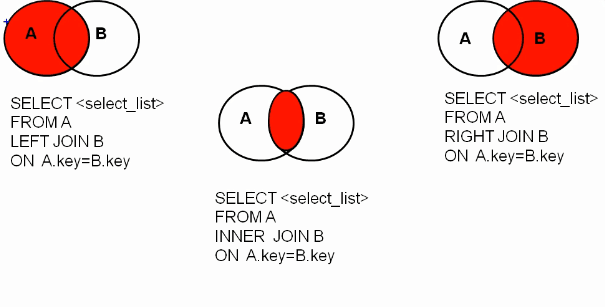 A B
SELECT <select_list>
FROM A
LEFT JOIN B
ON A.key=B.key
A B
SELECT <select_list>
FROM A
INNER JOIN B
ON A.key=B.key
A B
SELECT <select_list>
FROM A
RIGHT JOIN B
ON A.key=B.key